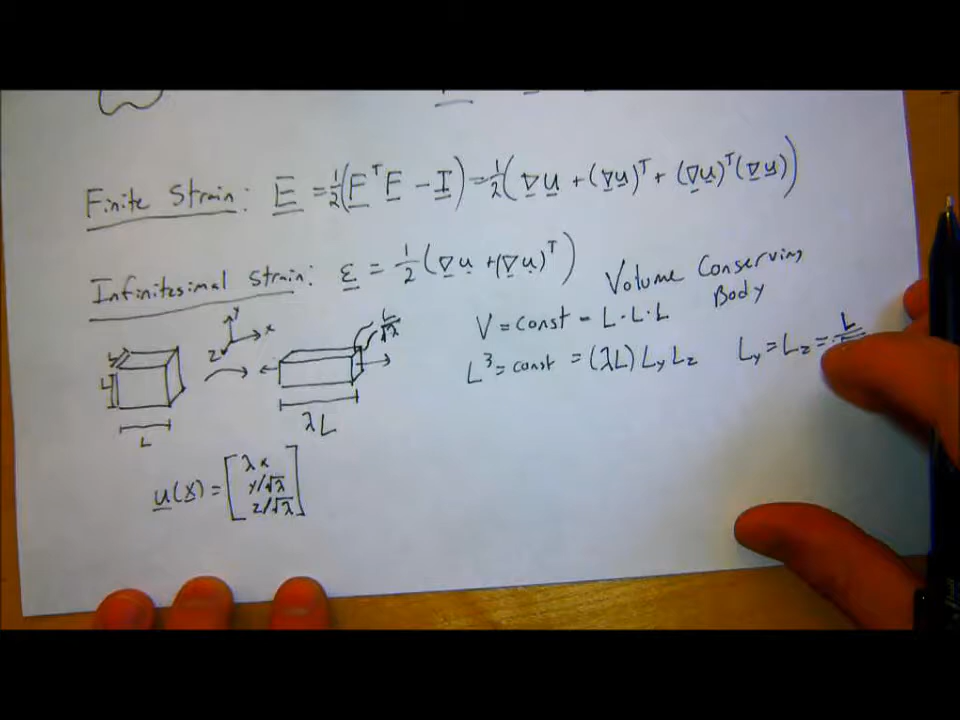 Finite Strain: E = 1/2(FᵀF − I) = 1/2(∇u + (∇u)ᵀ + (∇u)ᵀ(∇u))
Infinitesimal Strain: ε = 1/2(∇u + (∇u)ᵀ)
Volume Conserving
Body
V = const = L·L·L
L³ = const = (λL) Ly Lz
Ly = Lz = L
y
x
z
L
L
L
L/√λ
λL
u(x) = [λx
y/√λ
z/√λ]